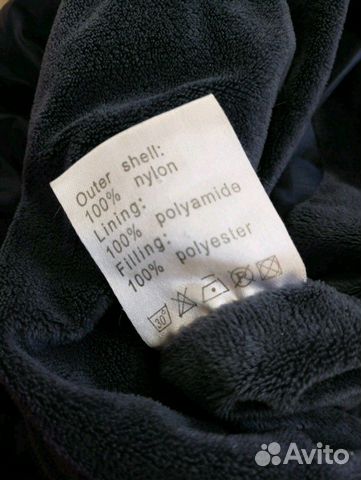 Outer shell:
100% nylon
Lining:
100% polyamide
Filling:
100% polyester
30°
P
Avito